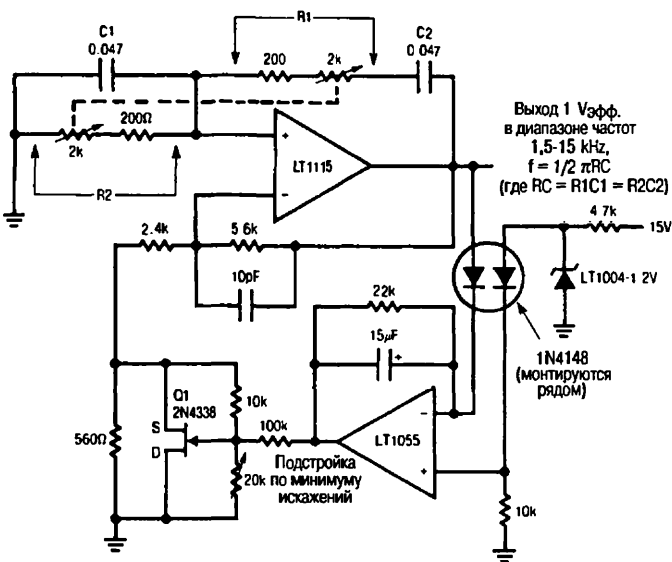 R1
C1
0.047
200
2k
C2
0.047
200Ω
2k
R2
+
LT1115
−
Выход 1 VЭфф.
в диапазоне частот
1,5-15 kHz,
f = 1/2 πRC
(где RC = R1C1 = R2C2)
4 7k
15V
LT1004-1 2V
2.4k
5 6k
10pF
22k
15µF
+
1N4148
(монтируются
рядом)
Q1
2N4338
S
D
560Ω
10k
100k
20k
Подстройка
по минимуму
искажений
−
LT1055
+
10k